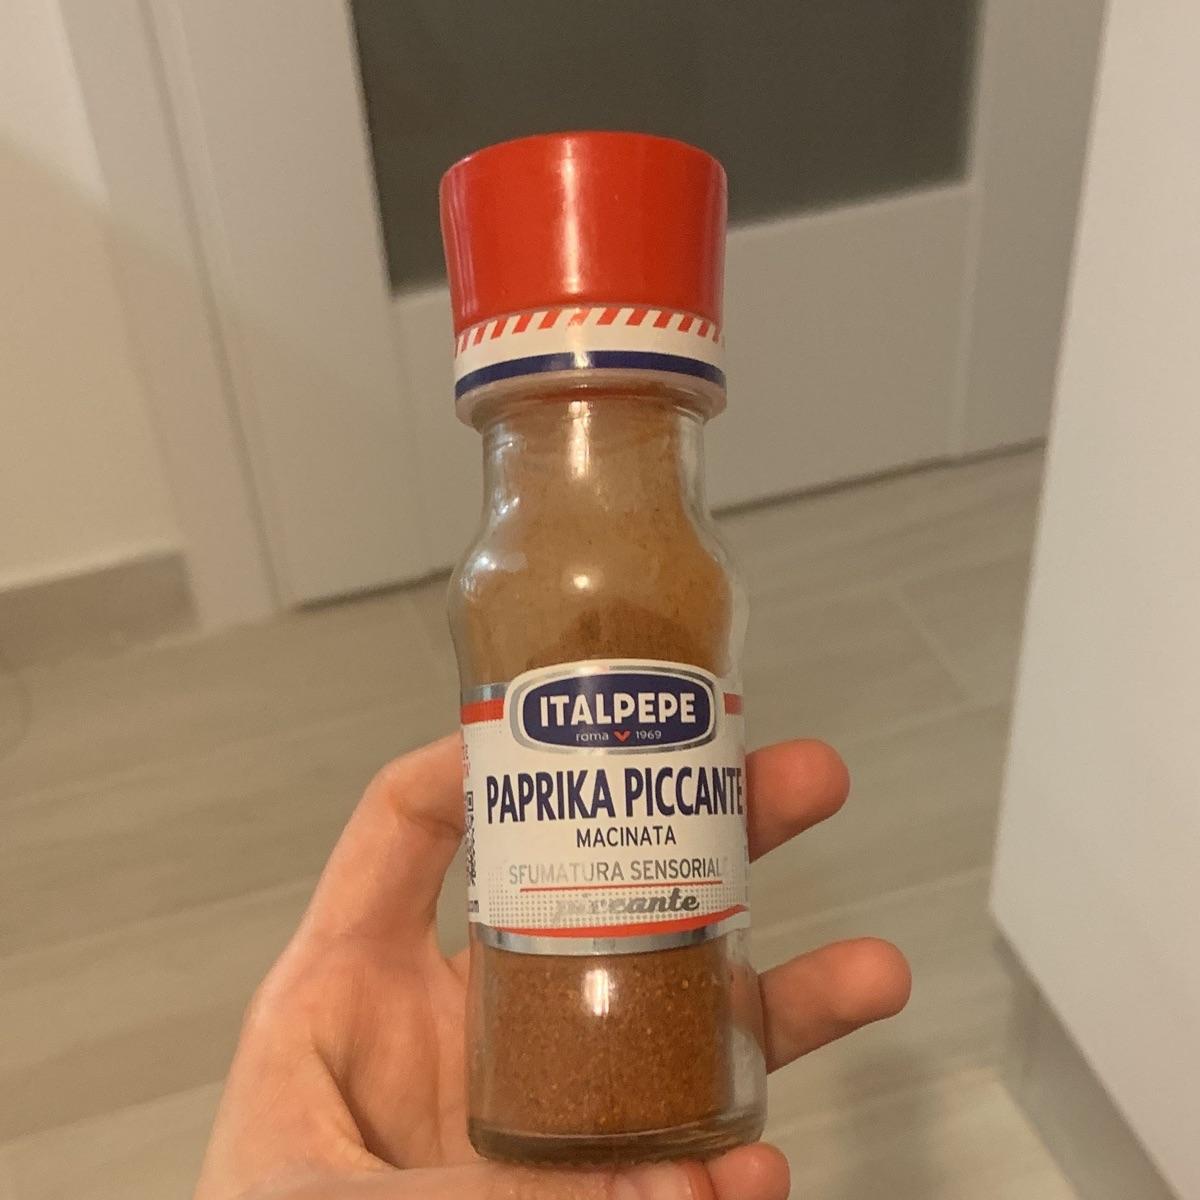 ITALPEPE
roma 1969
PAPRIKA PICCANTE
MACINATA
SFUMATURA SENSORIALE
piccante